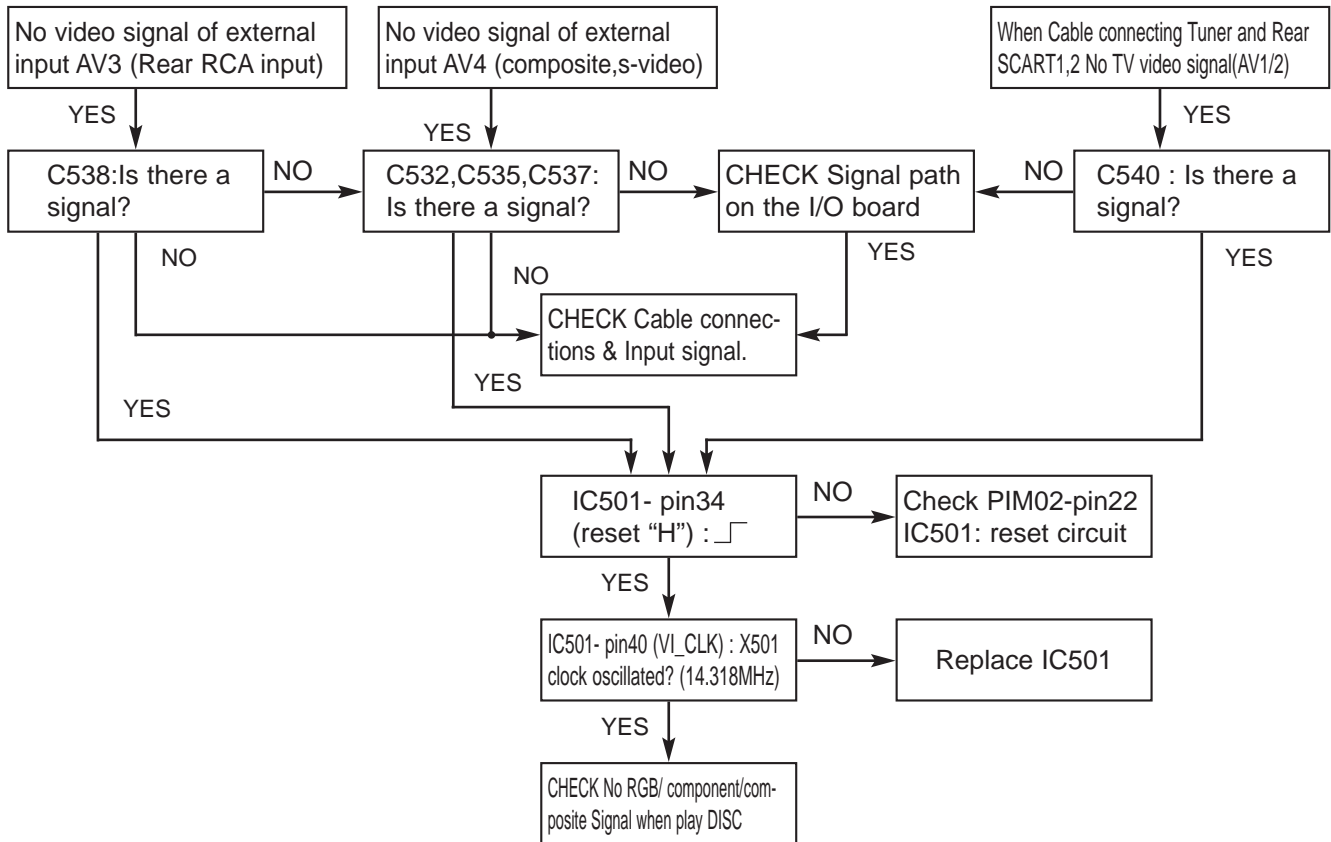 No video signal of external
input AV3 (Rear RCA input)
No video signal of external
input AV4 (composite,s-video)
When Cable connecting Tuner and Rear
SCART1,2 No TV video signal(AV1/2)
YES
YES
YES
C538:Is there a
signal?
NO
C532,C535,C537:
Is there a signal?
NO
CHECK Signal path
on the I/O board
NO
C540 : Is there a
signal?
NO
NO
YES
YES
CHECK Cable connec-
tions & Input signal.
YES
YES
IC501- pin34
(reset “H”) :
NO
Check PIM02-pin22
IC501: reset circuit
YES
IC501- pin40 (VI_CLK) : X501
clock oscillated? (14.318MHz)
NO
Replace IC501
YES
CHECK No RGB/ component/com-
posite Signal when play DISC